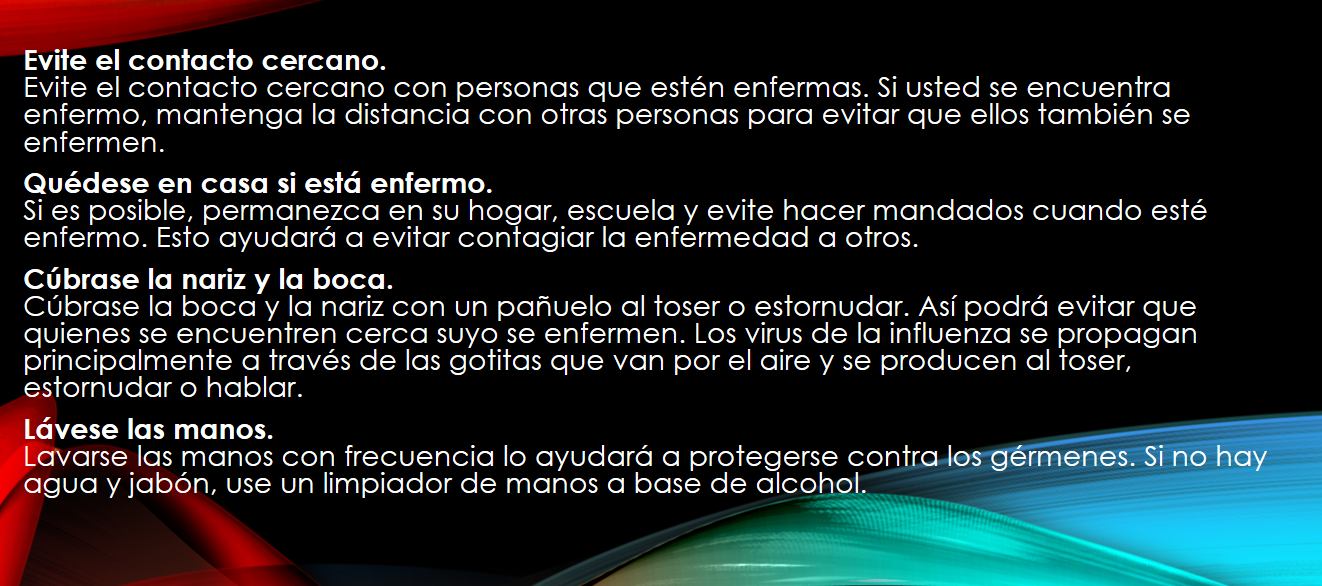 Evite el contacto cercano.
Evite el contacto cercano con personas que estén enfermas. Si usted se encuentra
enfermo, mantenga la distancia con otras personas para evitar que ellos también se
enfermen.
Quédese en casa si está enfermo.
Si es posible, permanezca en su hogar, escuela y evite hacer mandados cuando esté
enfermo. Esto ayudará a evitar contagiar la enfermedad a otros.
Cúbrase la nariz y la boca.
Cúbrase la boca y la nariz con un pañuelo al toser o estornudar. Así podrá evitar que
quienes se encuentren cerca suyo se enfermen. Los virus de la influenza se propagan
principalmente a través de las gotitas que van por el aire y se producen al toser,
estornudar o hablar.
Lávese las manos.
Lavarse las manos con frecuencia lo ayudará a protegerse contra los gérmenes. Si no hay
agua y jabón, use un limpiador de manos a base de alcohol.